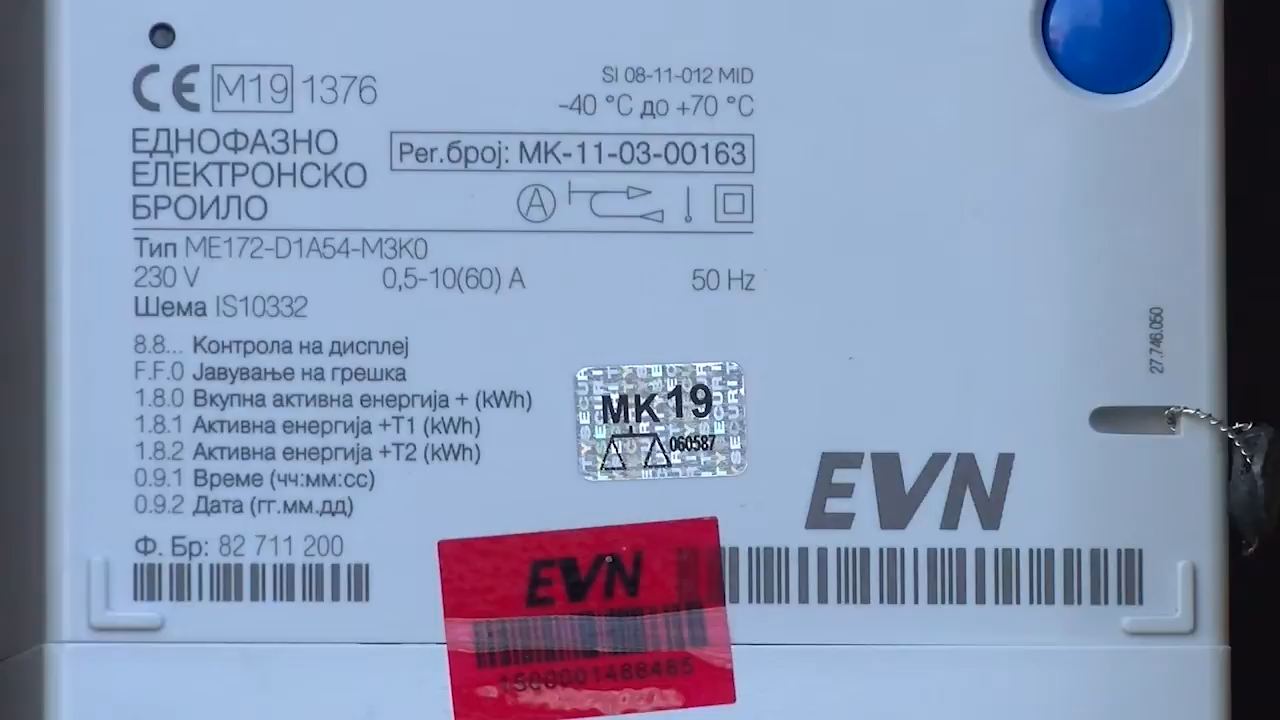 CE M19 1376
SI 08-11-012 MID
-40 °C до +70 °C
ЕДНОФАЗНО
ЕЛЕКТРОНСКО
БРОИЛО
Рег.број: МК-11-03-00163
A
Тип ME172-D1A54-M3K0
230 V 0,5-10(60) A 50 Hz
Шема IS10332
8.8... Контрола на дисплеј
F.F.0 Јавување на грешка
1.8.0 Вкупна активна енергија + (kWh)
1.8.1 Активна енергија +T1 (kWh)
1.8.2 Активна енергија +T2 (kWh)
0.9.1 Време (чч:мм:сс)
0.9.2 Дата (гг.мм.дд)
Ф. Бр: 82 711 200
MK 19
060587
27.746.050
EVN
EVN
1500001488485